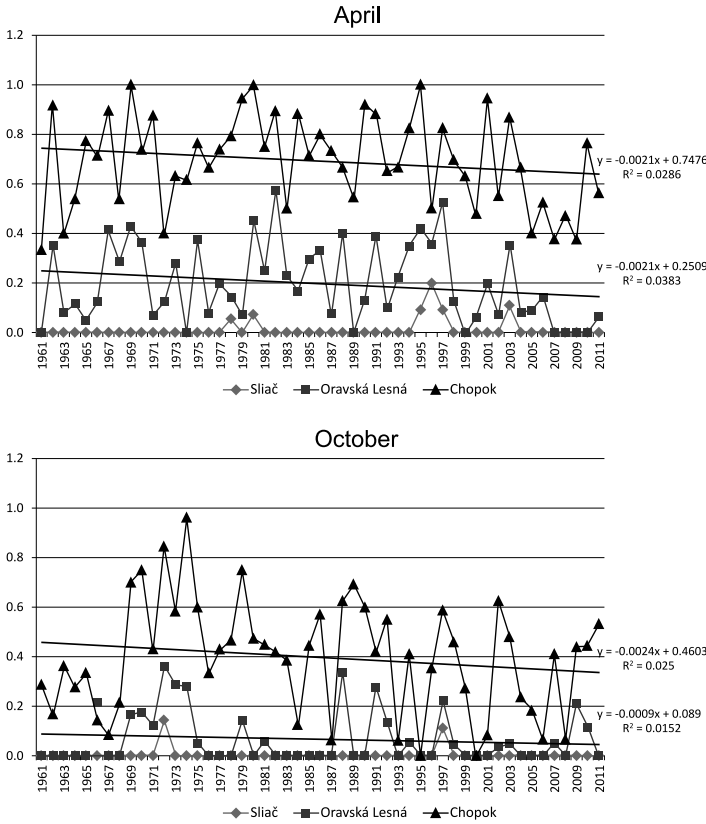 April
1.2
1.0
0.8
0.6
0.4
0.2
0.0
y = -0.0021x + 0.7476
R² = 0.0286
y = -0.0021x + 0.2509
R² = 0.0383
1961 1963 1965 1967 1969 1971 1973 1975 1977 1979 1981 1983 1985 1987 1989 1991 1993 1995 1997 1999 2001 2003 2005 2007 2009 2011
Sliač Oravská Lesná Chopok
October
1.2
1.0
0.8
0.6
0.4
0.2
0.0
y = -0.0024x + 0.4603
R² = 0.025
y = -0.0009x + 0.089
R² = 0.0152
1961 1963 1965 1967 1969 1971 1973 1975 1977 1979 1981 1983 1985 1987 1989 1991 1993 1995 1997 1999 2001 2003 2005 2007 2009 2011
Sliač Oravská Lesná Chopok